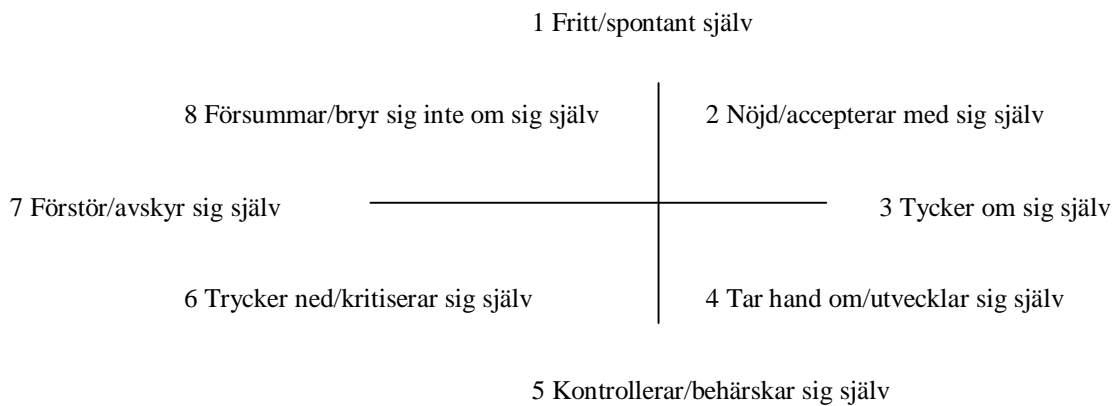 1 Fritt/spontant själv
8 Försummar/bryr sig inte om sig själv
2 Nöjd/accepterar med sig själv
7 Förstör/avskyr sig själv
3 Tycker om sig själv
6 Trycker ned/kritiserar sig själv
4 Tar hand om/utvecklar sig själv
5 Kontrollerar/behärskar sig själv